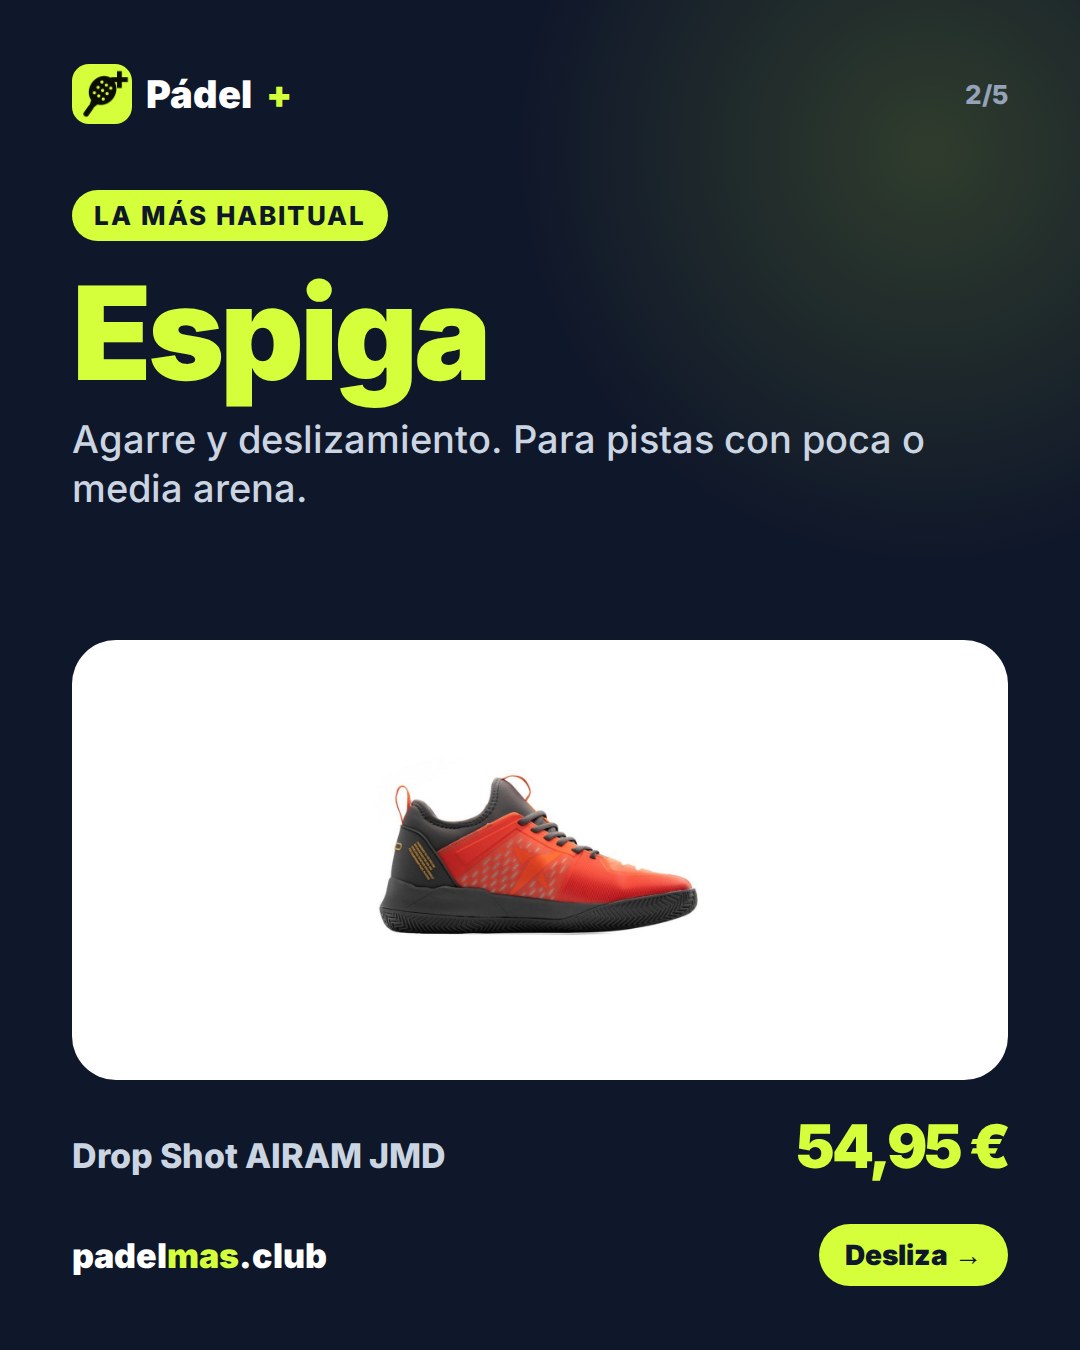 Pádel +
2/5
LA MÁS HABITUAL
Espiga
Agarre y deslizamiento. Para pistas con poca o
media arena.
Drop Shot AIRAM JMD
54,95 €
padelmas.club
Desliza →